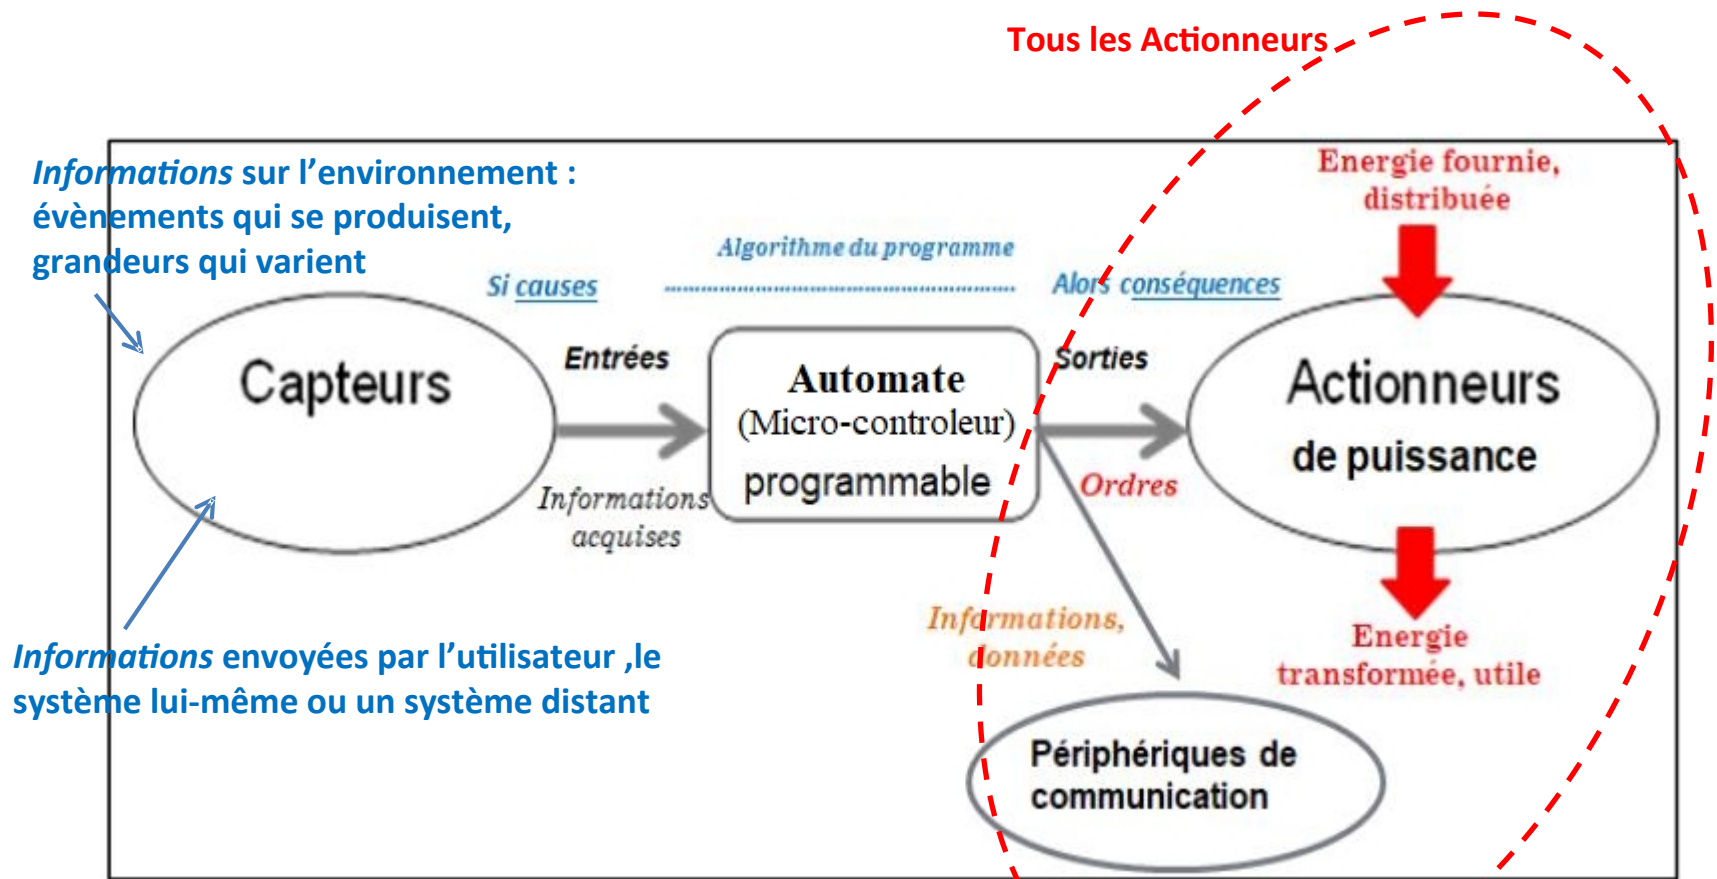 Tous les Actionneurs
Informations sur l’environnement :
évènements qui se produisent,
grandeurs qui varient
Energie fournie,
distribuée
Algorithme du programme
Si causes
Alors conséquences
Capteurs
Entrées
Informations
acquises
Automate
(Micro-controleur)
programmable
Sorties
Ordres
Actionneurs
de puissance
Informations,
données
Energie
transformée, utile
Informations envoyées par l’utilisateur ,le
système lui-même ou un système distant
Périphériques de
communication